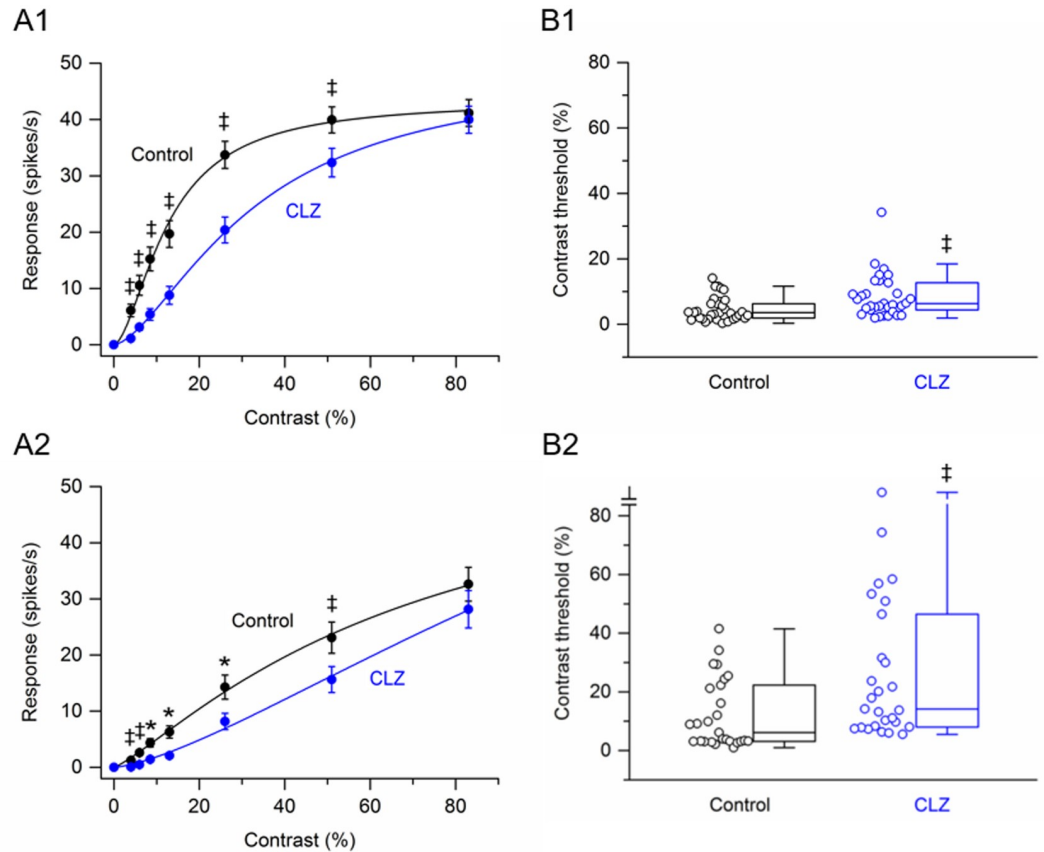 A1
50
40
30
20
10
0
Response (spikes/s)
‡ ‡ ‡ ‡ ‡ ‡
Control
CLZ
0 20 40 60 80
Contrast (%)
B1
80
60
40
20
0
Contrast threshold (%)
‡
Control CLZ
A2
50
40
30
20
10
0
Response (spikes/s)
‡ ‡ * * * ‡
Control
CLZ
0 20 40 60 80
Contrast (%)
B2
80
60
40
20
0
Contrast threshold (%)
‡
Control CLZ